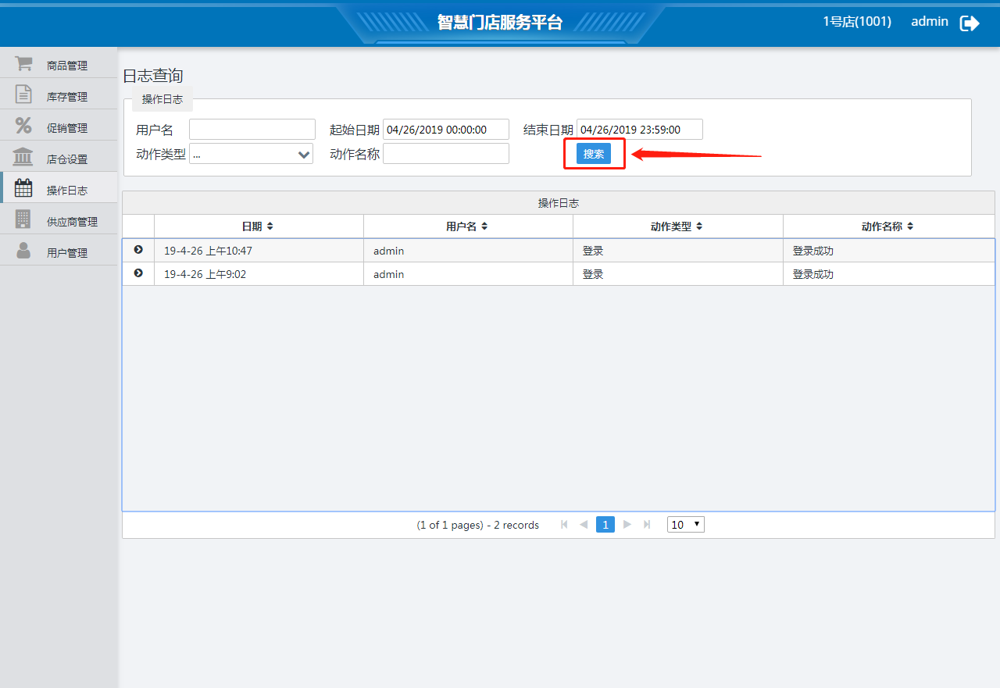 智慧门店服务平台
1号店(1001) admin
商品管理
库存管理
促销管理
店仓设置
操作日志
供应商管理
用户管理
日志查询
操作日志
用户名 起始日期 04/26/2019 00:00:00 结束日期 04/26/2019 23:59:00
动作类型 ... 动作名称 搜索
操作日志
日期 用户名 动作类型 动作名称
19-4-26 上午10:47 admin 登录 登录成功
19-4-26 上午9:02 admin 登录 登录成功
(1 of 1 pages) - 2 records 1 10